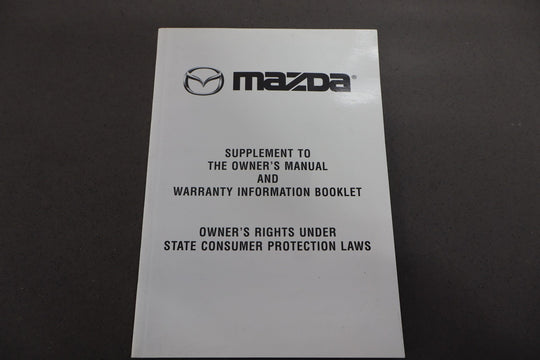 mazda®
SUPPLEMENT TO
THE OWNER'S MANUAL
AND
WARRANTY INFORMATION BOOKLET
OWNER'S RIGHTS UNDER
STATE CONSUMER PROTECTION LAWS